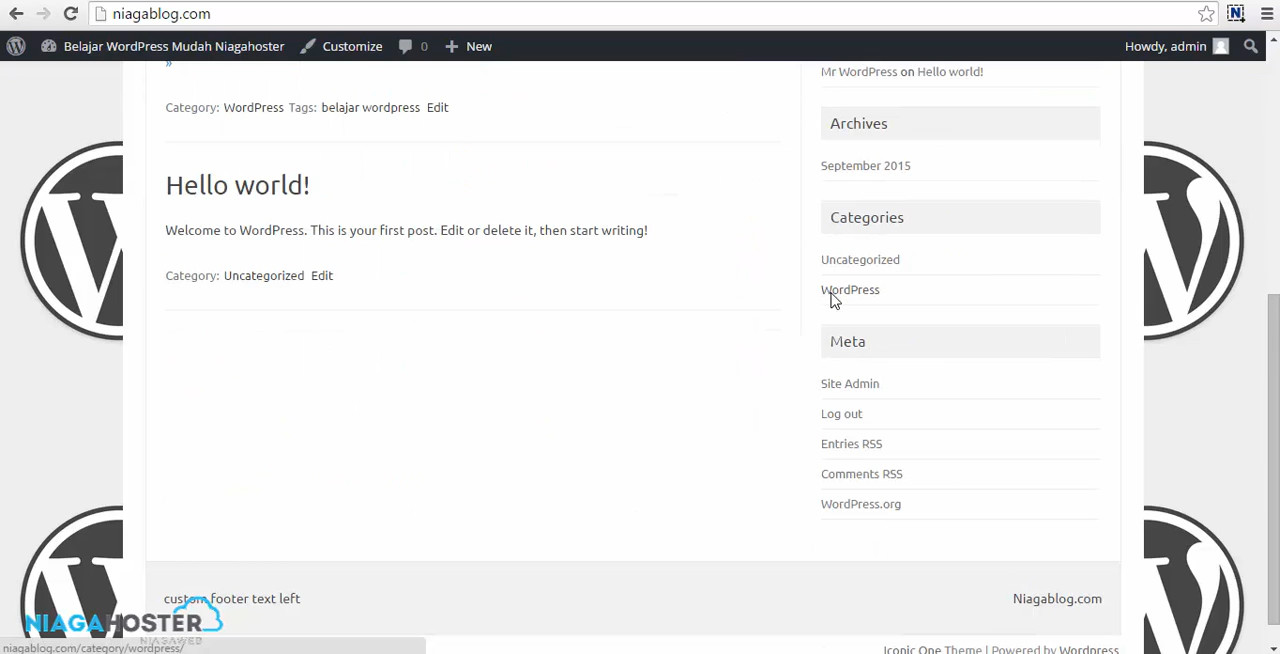 niagablog.com
Belajar WordPress Mudah Niagahoster Customize 0 New Howdy, admin
»
Category: WordPress Tags: belajar wordpress Edit
Hello world!
Welcome to WordPress. This is your first post. Edit or delete it, then start writing!
Category: Uncategorized Edit
Mr WordPress on Hello world!
Archives
September 2015
Categories
Uncategorized
WordPress
Meta
Site Admin
Log out
Entries RSS
Comments RSS
WordPress.org
custom footer text left
Niagablog.com
NIAGAHOSTER
NIAGAWEB
niagablog.com/category/wordpress/
Iconic One Theme | Powered by Wordpress